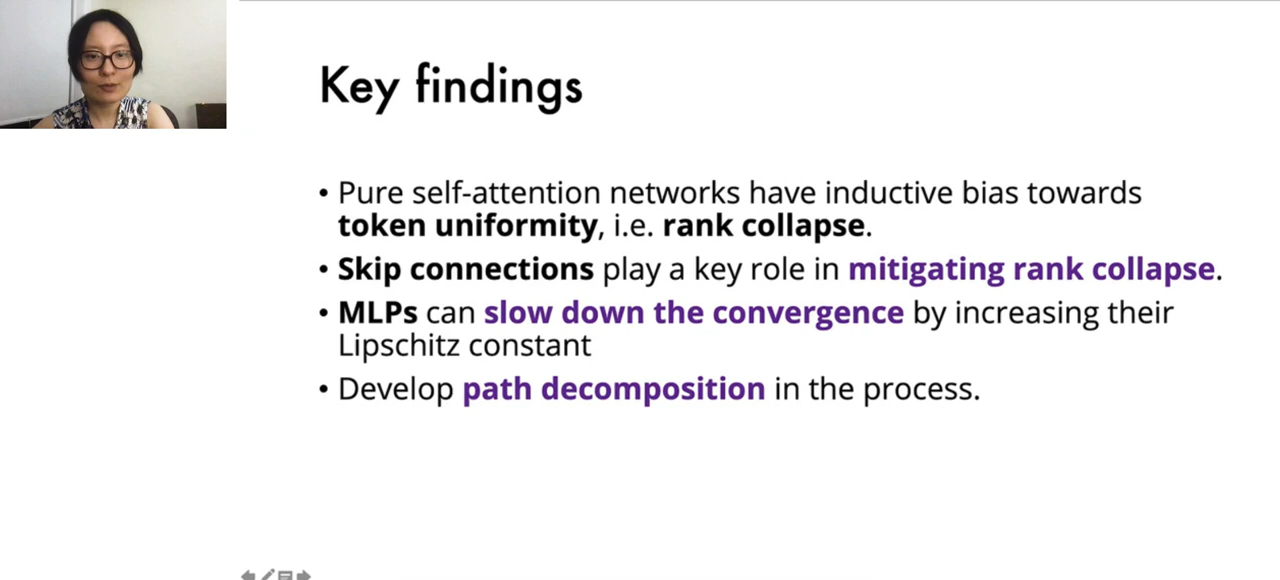 Key findings
• Pure self-attention networks have inductive bias towards
token uniformity, i.e. rank collapse.
• Skip connections play a key role in mitigating rank collapse.
• MLPs can slow down the convergence by increasing their
Lipschitz constant
• Develop path decomposition in the process.